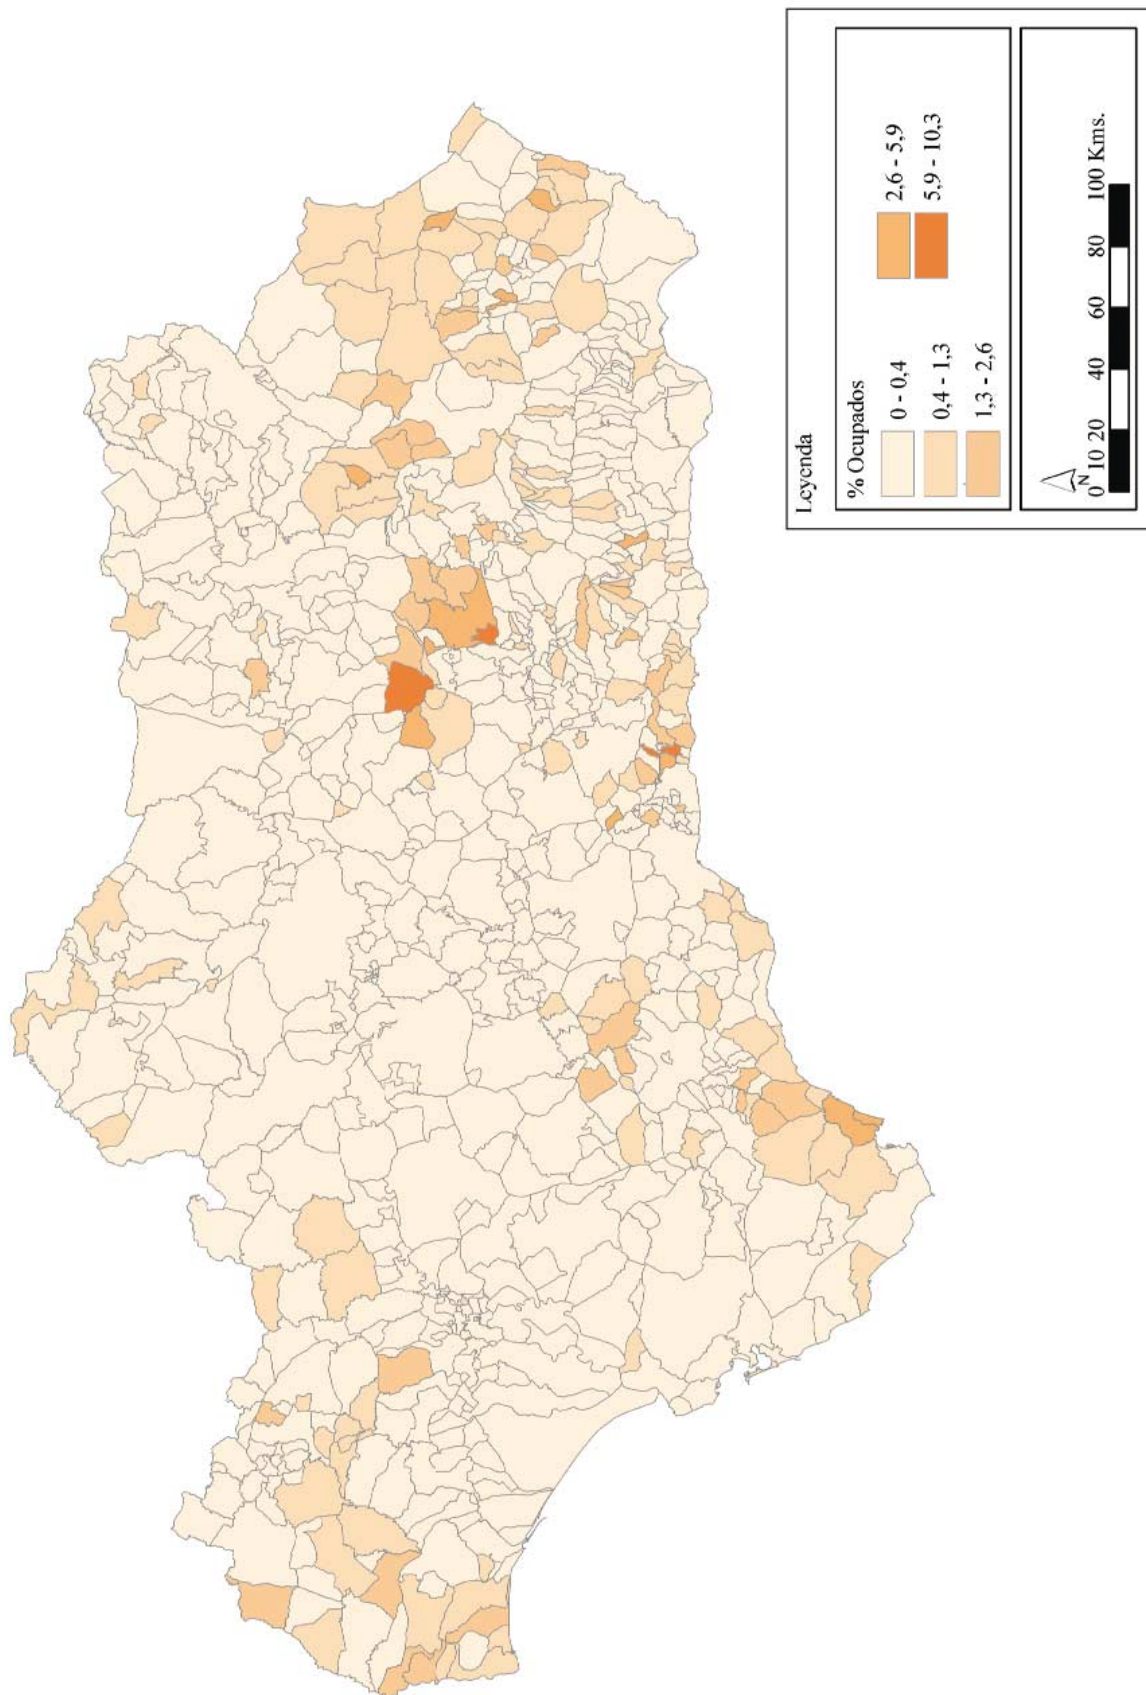 Leyenda
% Ocupados
0 - 0,4
0,4 - 1,3
1,3 - 2,6
2,6 - 5,9
5,9 - 10,3
N
0 10 20 40 60 80 100 Kms.